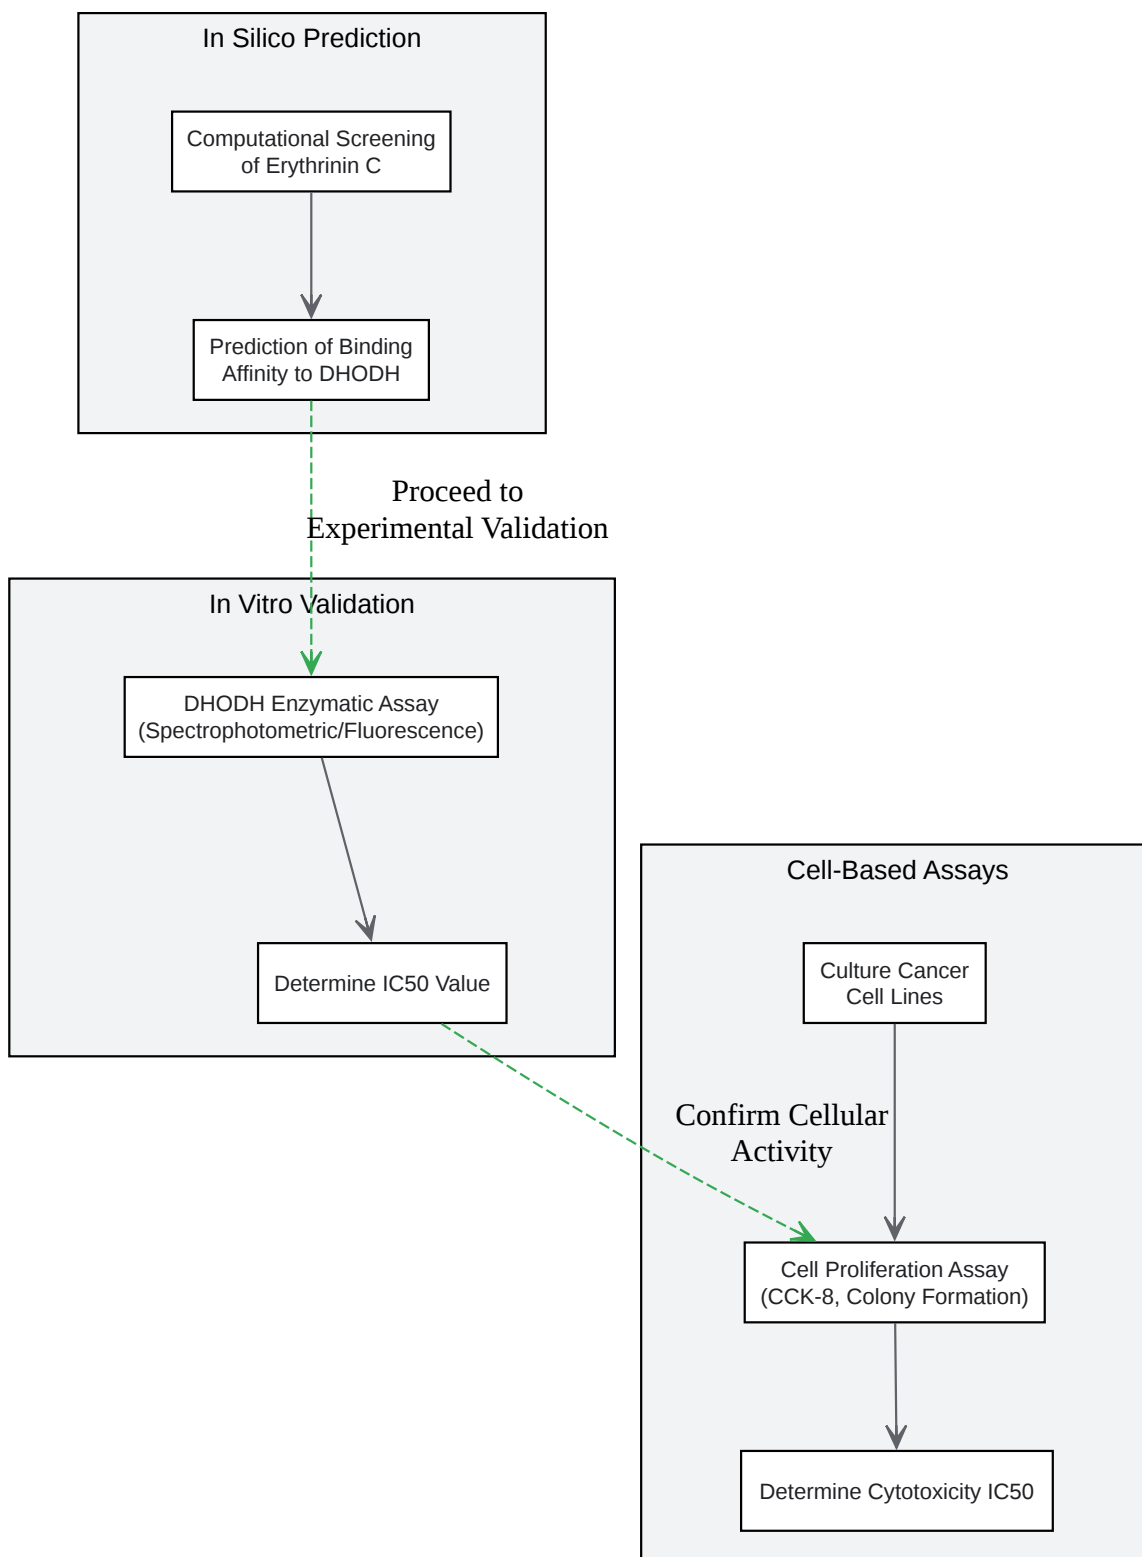 In Silico Prediction
Computational Screening
of Erythrinin C
Prediction of Binding
Affinity to DHODH
Proceed to
Experimental Validation
In Vitro Validation
DHODH Enzymatic Assay
(Spectrophotometric/Fluorescence)
Determine IC50 Value
Cell-Based Assays
Culture Cancer
Cell Lines
Confirm Cellular
Activity
Cell Proliferation Assay
(CCK-8, Colony Formation)
Determine Cytotoxicity IC50